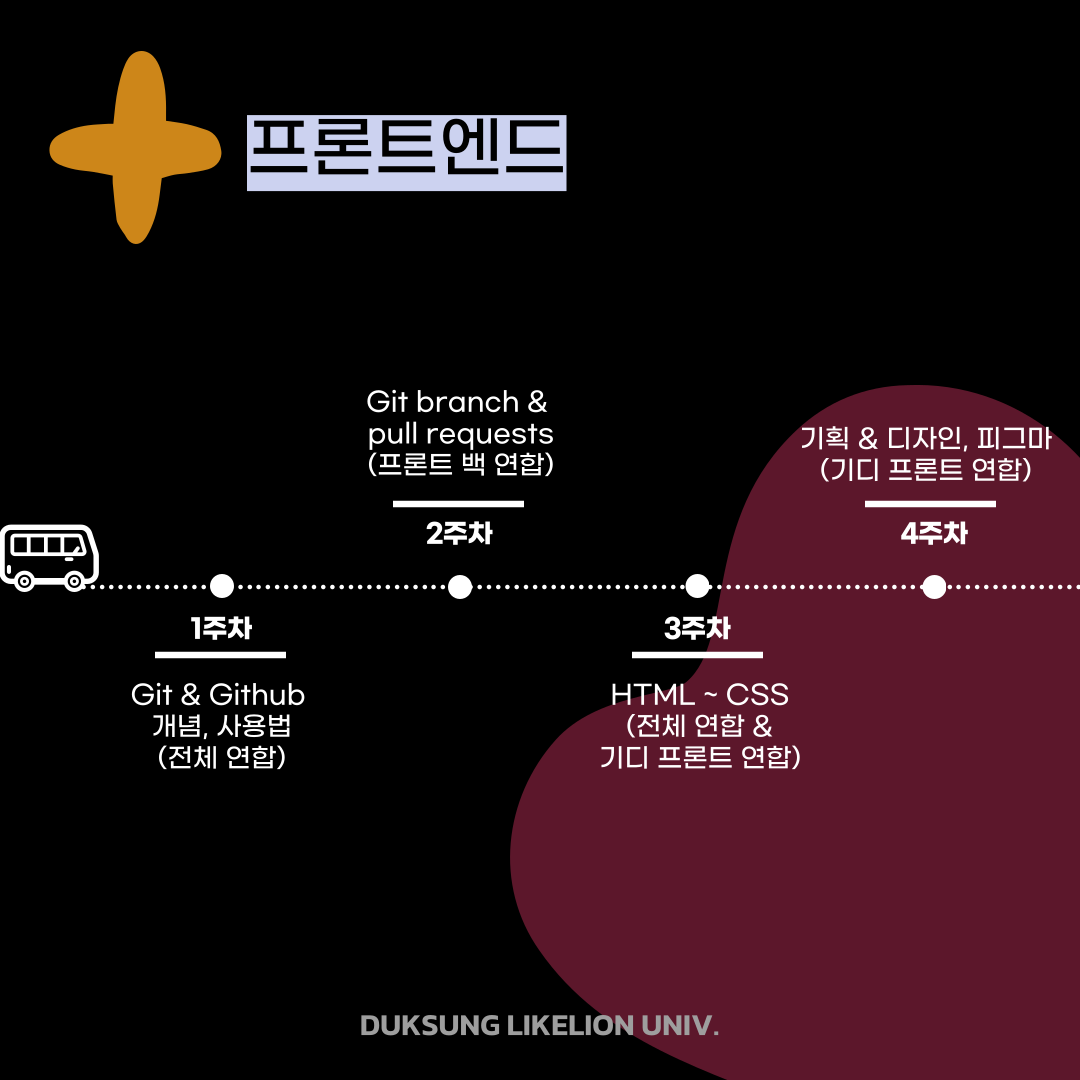 프론트엔드
1주차
Git & Github
개념, 사용법
(전체 연합)
Git branch &
pull requests
(프론트 백 연합)
2주차
3주차
HTML ~ CSS
(전체 연합 &
기디 프론트 연합)
기획 & 디자인, 피그마
(기디 프론트 연합)
4주차
DUKSUNG LIKELION UNIV.